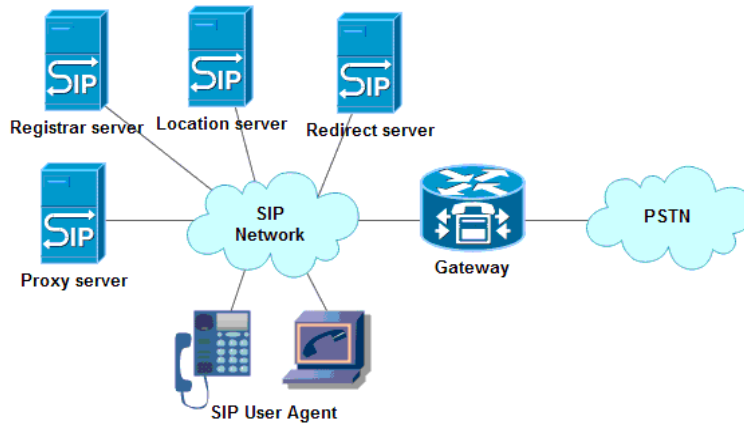 SIP
SIP
SIP
Registrar server
Location server
Redirect server
SIP
Proxy server
SIP
Network
Gateway
PSTN
SIP User Agent